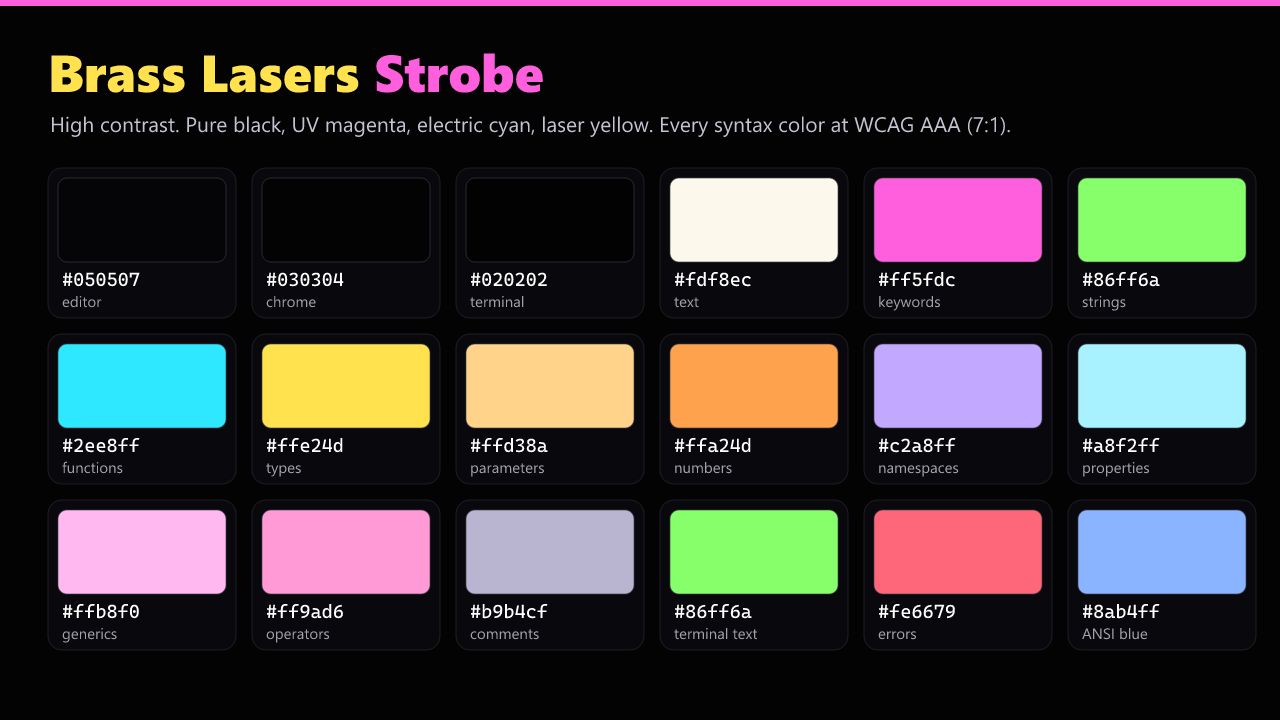 Brass Lasers Strobe
High contrast. Pure black, UV magenta, electric cyan, laser yellow. Every syntax color at WCAG AAA (7:1).
#050507
editor
#030304
chrome
#020202
terminal
#fdf8ec
text
#ff5fdc
keywords
#86ff6a
strings
#2ee8ff
functions
#ffe24d
types
#ffd38a
parameters
#ffa24d
numbers
#c2a8ff
namespaces
#a8f2ff
properties
#ffb8f0
generics
#ff9ad6
operators
#b9b4cf
comments
#86ff6a
terminal text
#fe6679
errors
#8ab4ff
ANSI blue